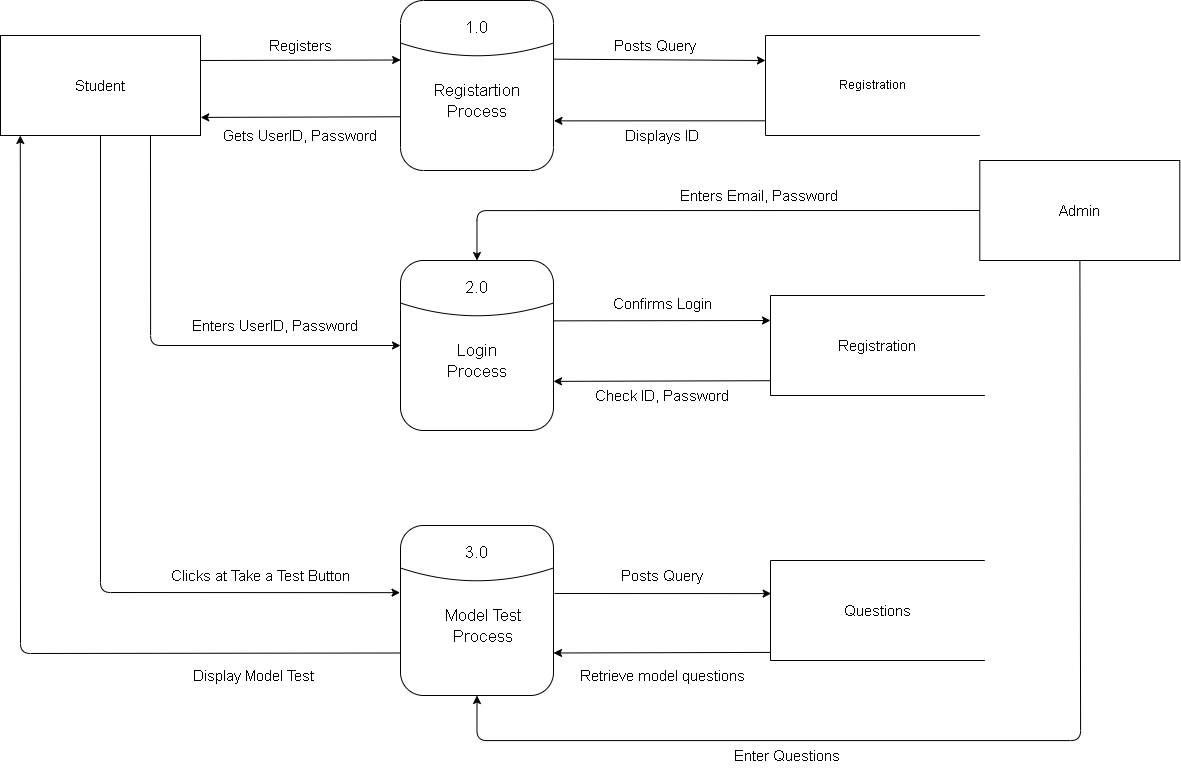 1.0
Registers
Posts Query
Student
Registartion
Process
Registration
Gets UserID, Password
Displays ID
Enters Email, Password
Admin
2.0
Confirms Login
Enters UserID, Password
Login
Process
Registration
Check ID, Password
3.0
Clicks at Take a Test Button
Posts Query
Model Test
Process
Questions
Display Model Test
Retrieve model questions
Enter Questions